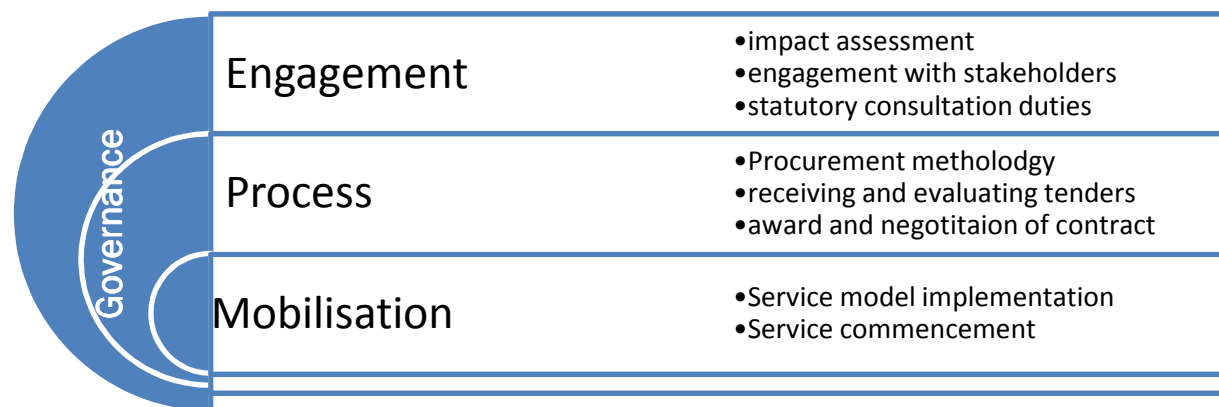 Governance
Engagement
•impact assessment
•engagement with stakeholders
•statutory consultation duties
Process
•Procurement metholodgy
•receiving and evaluating tenders
•award and negotitaion of contract
Mobilisation
•Service model implementation
•Service commencement